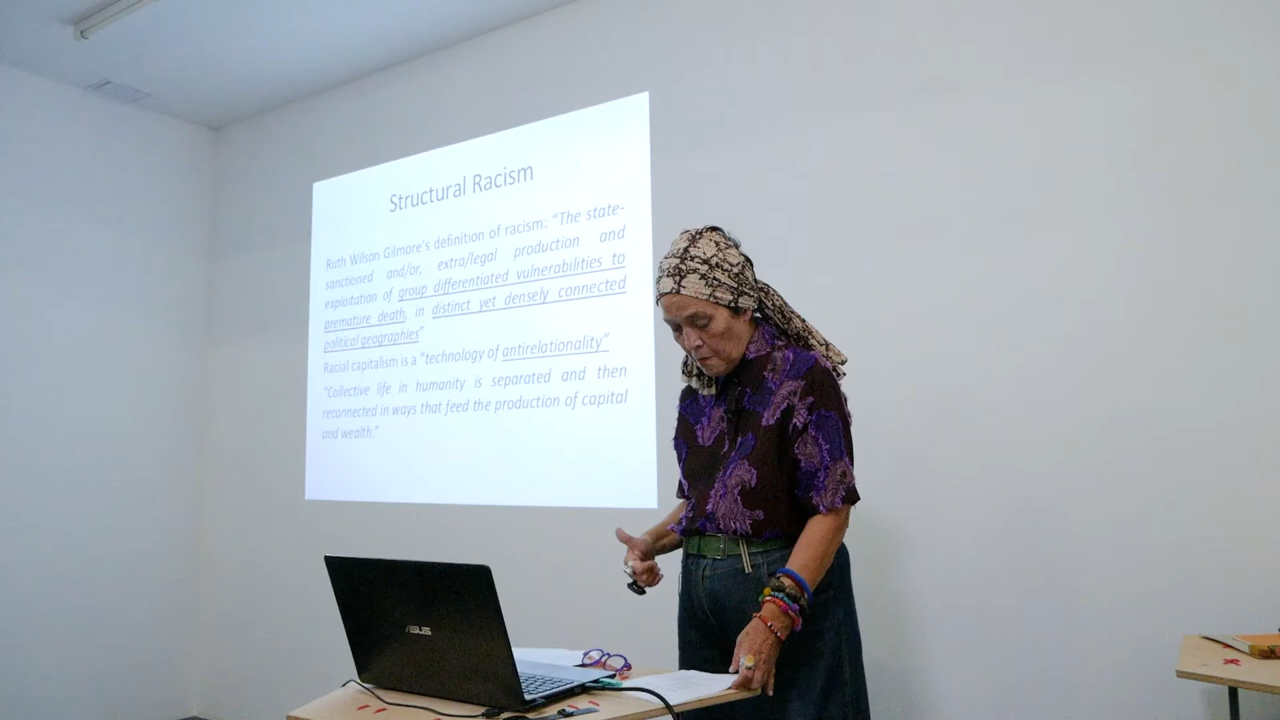 Structural Racism
Ruth Wilson Gilmore's definition of racism: "The state-
sanctioned and/or, extra/legal production and
exploitation of group differentiated vulnerabilities to
premature death, in distinct yet densely connected
political geographies"
Racial capitalism is a "technology of antirelationality"
"Collective life in humanity is separated and then
reconnected in ways that feed the production of capital
and wealth."
ASUS